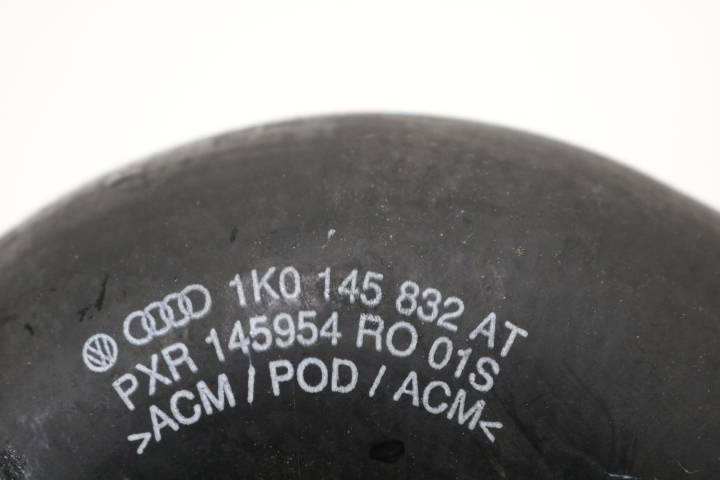 1K0 145 832 AT
PXR 145954 RO 01S
>ACM / POD / ACM<